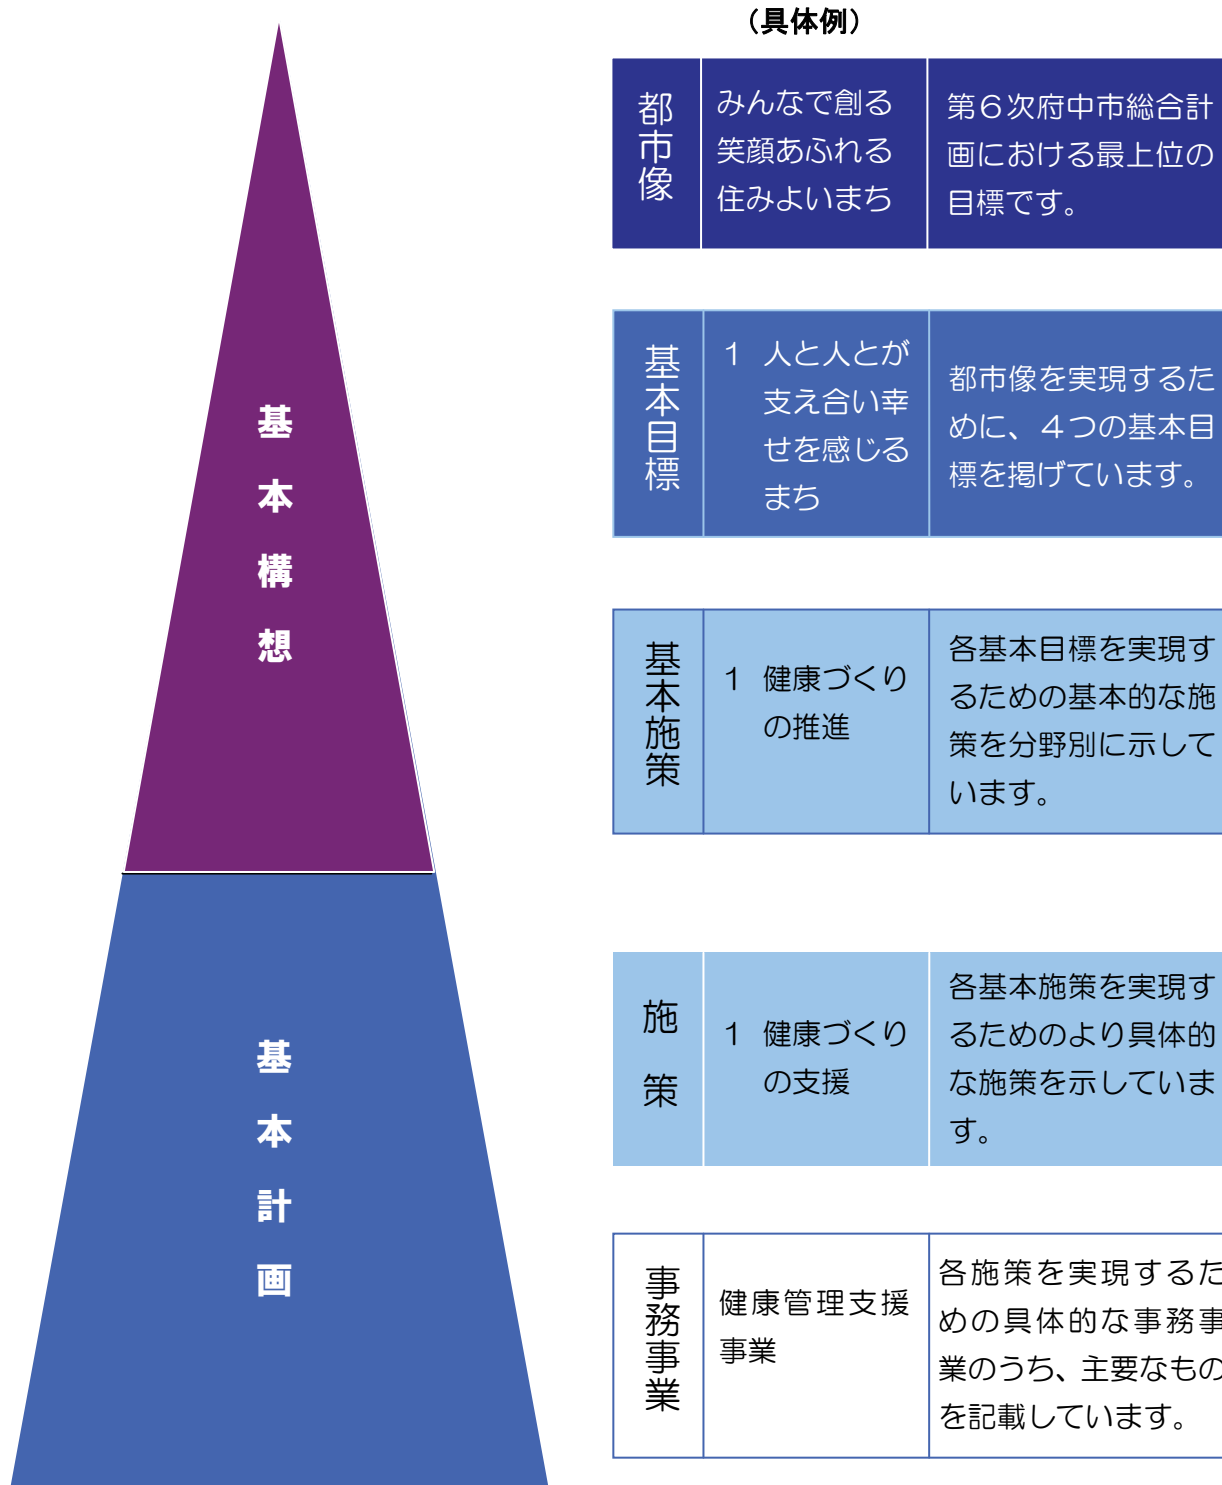 (具体例)
都市像
みんなで創る
笑顔あふれる
住みよいまち
第6次府中市総合計
画における最上位の
目標です。
基本目標
1 人と人とが
支え合い幸
せを感じる
まち
都市像を実現するた
めに、4つの基本目
標を掲げています。
基本構想
基本施策
1 健康づくり
の推進
各基本目標を実現す
るための基本的な施
策を分野別に示して
います。
施策
1 健康づくり
の支援
各基本施策を実現す
るためのより具体的
な施策を示していま
す。
基本計画
事務事業
健康管理支援
事業
各施策を実現するた
めの具体的な事務事
業のうち、主要なもの
を記載しています。